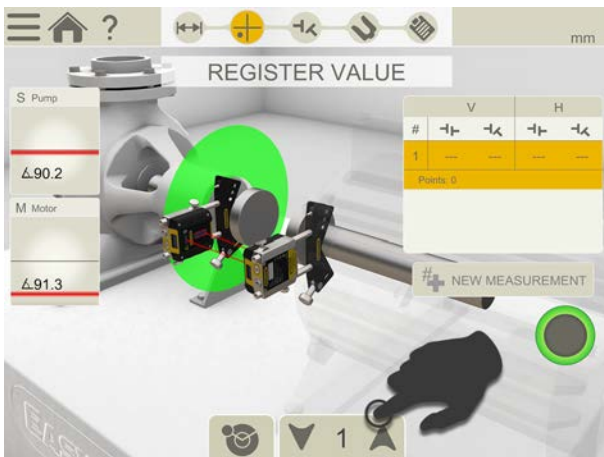 ?
mm
REGISTER VALUE
S Pump
∡90.2
M Motor
∡91.3
V H
#
1 --- --- --- ---
Points: 0
# NEW MEASUREMENT
1